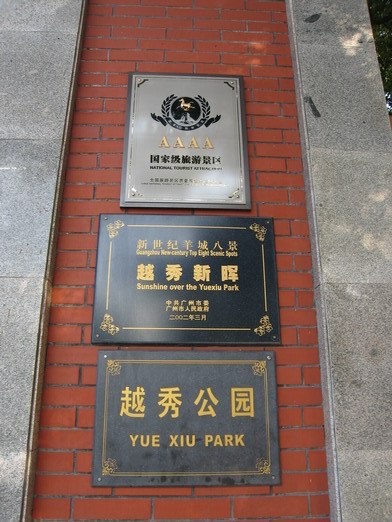 AAAA
国家级旅游景区
NATIONAL TOURIST ATTRACTION
新世纪羊城八景
Guangzhou New-century Top Eight Scenic Spots
越秀新晖
Sunshine over the Yuexiu Park
中共广州市委
广州市人民政府
二00二年三月
越秀公园
YUE XIU PARK